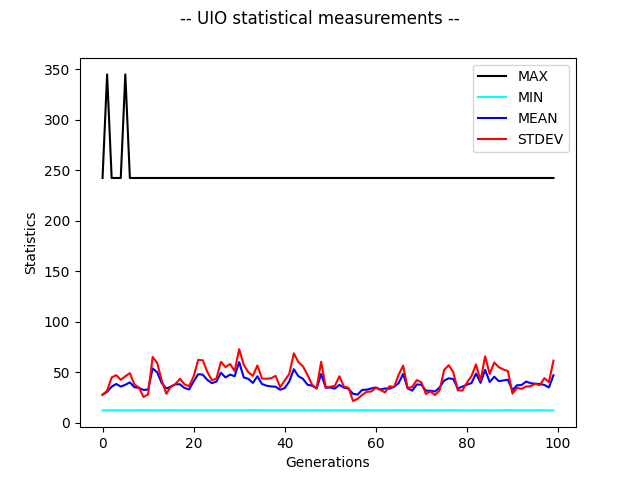 -- UIO statistical measurements --
350
300
250
200
150
100
50
0
Statistics
MAX
MIN
MEAN
STDEV
0 20 40 60 80 100
Generations